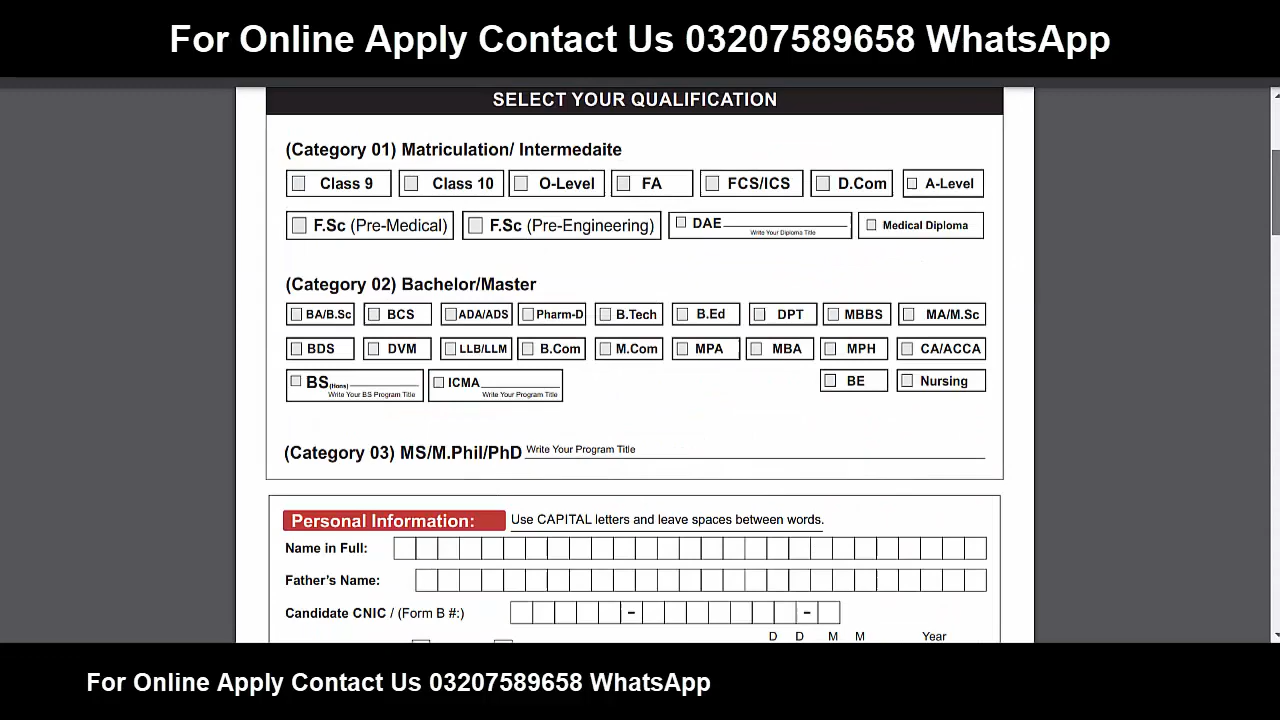 For Online Apply Contact Us 03207589658 WhatsApp
SELECT YOUR QUALIFICATION
(Category 01) Matriculation/ Intermedaite
Class 9 Class 10 O-Level FA FCS/ICS D.Com A-Level
F.Sc (Pre-Medical) F.Sc (Pre-Engineering) DAE Write Your Diploma Title Medical Diploma
(Category 02) Bachelor/Master
BA/B.Sc BCS ADA/ADS Pharm-D B.Tech B.Ed DPT MBBS MA/M.Sc
BDS DVM LLB/LLM B.Com M.Com MPA MBA MPH CA/ACCA
BS(Hons) ICMA BE Nursing
Write Your BS Program Title Write Your Program Title
(Category 03) MS/M.Phil/PhD Write Your Program Title
Personal Information: Use CAPITAL letters and leave spaces between words.
Name in Full:
Father's Name:
Candidate CNIC / (Form B #:) - -
D D M M Year
For Online Apply Contact Us 03207589658 WhatsApp